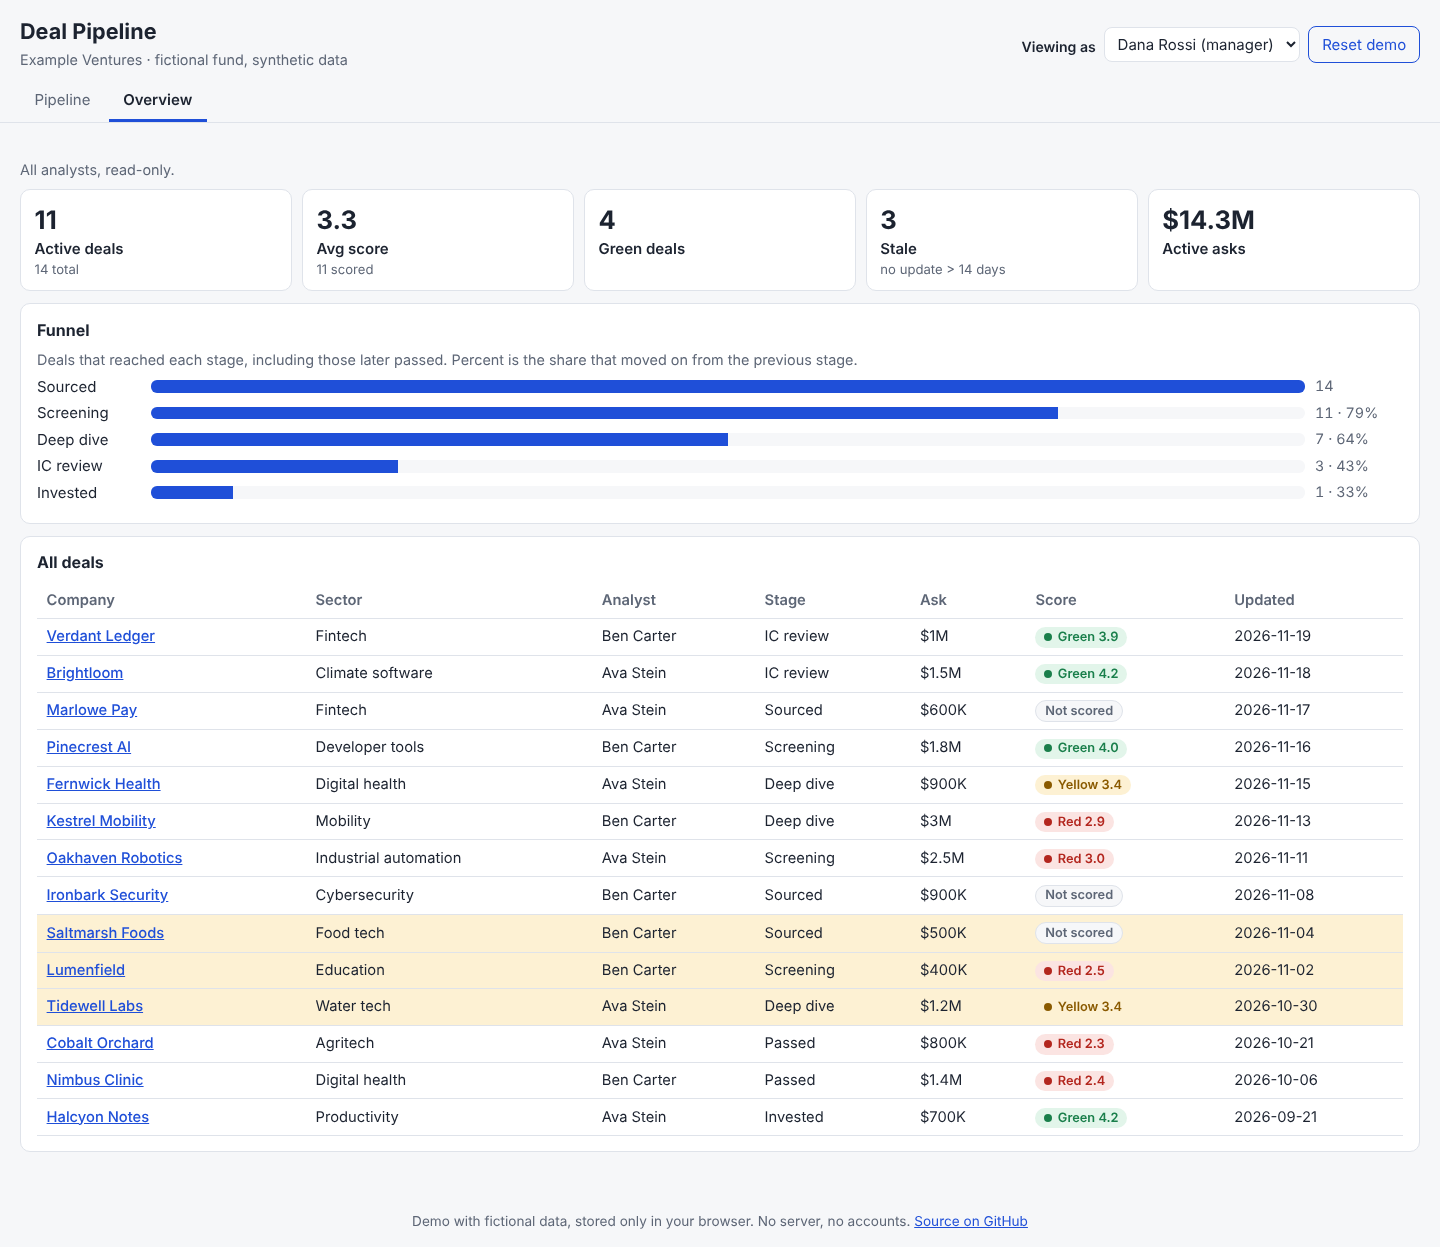 Deal Pipeline
Example Ventures · fictional fund, synthetic data
Viewing as Dana Rossi (manager) Reset demo
Pipeline Overview
All analysts, read-only.
11
Active deals
14 total
3.3
Avg score
11 scored
4
Green deals
3
Stale
no update > 14 days
$14.3M
Active asks
Funnel
Deals that reached each stage, including those later passed. Percent is the share that moved on from the previous stage.
Sourced 14
Screening 11 · 79%
Deep dive 7 · 64%
IC review 3 · 43%
Invested 1 · 33%
All deals
Company Sector Analyst Stage Ask Score Updated
Verdant Ledger Fintech Ben Carter IC review $1M Green 3.9 2026-11-19
Brightloom Climate software Ava Stein IC review $1.5M Green 4.2 2026-11-18
Marlowe Pay Fintech Ava Stein Sourced $600K Not scored 2026-11-17
Pinecrest AI Developer tools Ben Carter Screening $1.8M Green 4.0 2026-11-16
Fernwick Health Digital health Ava Stein Deep dive $900K Yellow 3.4 2026-11-15
Kestrel Mobility Mobility Ben Carter Deep dive $3M Red 2.9 2026-11-13
Oakhaven Robotics Industrial automation Ava Stein Screening $2.5M Red 3.0 2026-11-11
Ironbark Security Cybersecurity Ben Carter Sourced $900K Not scored 2026-11-08
Saltmarsh Foods Food tech Ben Carter Sourced $500K Not scored 2026-11-04
Lumenfield Education Ben Carter Screening $400K Red 2.5 2026-11-02
Tidewell Labs Water tech Ava Stein Deep dive $1.2M Yellow 3.4 2026-10-30
Cobalt Orchard Agritech Ava Stein Passed $800K Red 2.3 2026-10-21
Nimbus Clinic Digital health Ben Carter Passed $1.4M Red 2.4 2026-10-06
Halcyon Notes Productivity Ava Stein Invested $700K Green 4.2 2026-09-21
Demo with fictional data, stored only in your browser. No server, no accounts. Source on GitHub